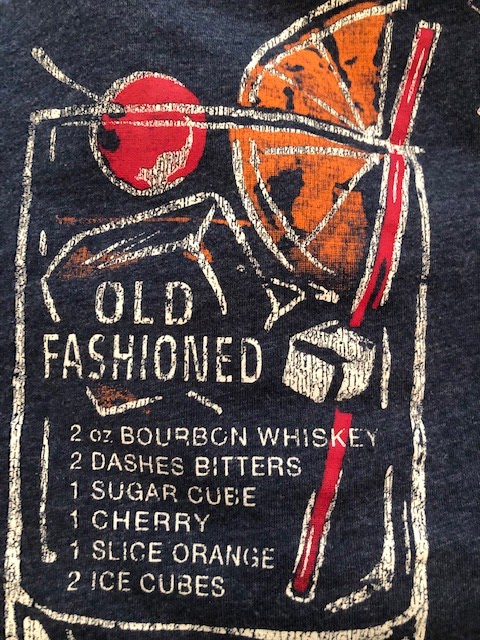 OLD
FASHIONED
2 oz BOURBON WHISKEY
2 DASHES BITTERS
1 SUGAR CUBE
1 CHERRY
1 SLICE ORANGE
2 ICE CUBES